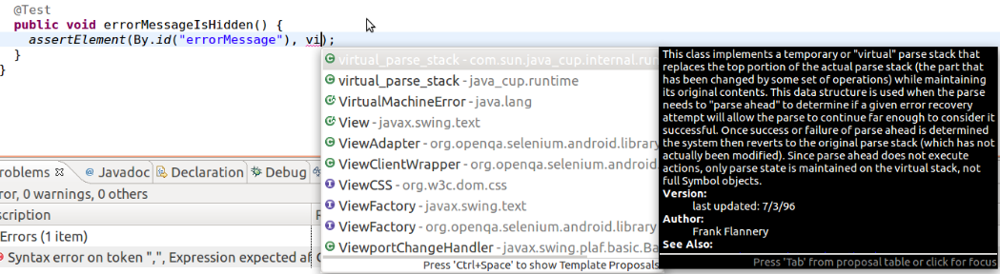 @Test
public void errorMessageIsHidden() {
assertElement(By.id("errorMessage"), vi);
}
}
virtual_parse_stack - com.sun.java_cup.internal.run
virtual_parse_stack - java_cup.runtime
VirtualMachineError - java.lang
View - javax.swing.text
ViewAdapter - org.openqa.selenium.android.library
ViewClientWrapper - org.openqa.selenium.android
ViewCSS - org.w3c.dom.css
ViewFactory - javax.swing.text
ViewFactory - org.openqa.selenium.android.library
ViewportChangeHandler - javax.swing.plaf.basic.Ba
Press 'Ctrl+Space' to show Template Proposals
This class implements a temporary or "virtual" parse stack that
replaces the top portion of the actual parse stack (the part that
has been changed by some set of operations) while maintaining
its original contents. This data structure is used when the parse
needs to "parse ahead" to determine if a given error recovery
attempt will allow the parse to continue far enough to consider it
successful. Once success or failure of parse ahead is determined
the system then reverts to the original parse stack (which has not
actually been modified). Since parse ahead does not execute
actions, only parse state is maintained on the virtual stack, not
full Symbol objects.
Version:
last updated: 7/3/96
Author:
Frank Flannery
See Also:
Press 'Tab' from proposal table or click for focus
roblems Javadoc Declaration Debug
ror, 0 warnings, 0 others
scription
Errors (1 item)
Syntax error on token ",", Expression expected af